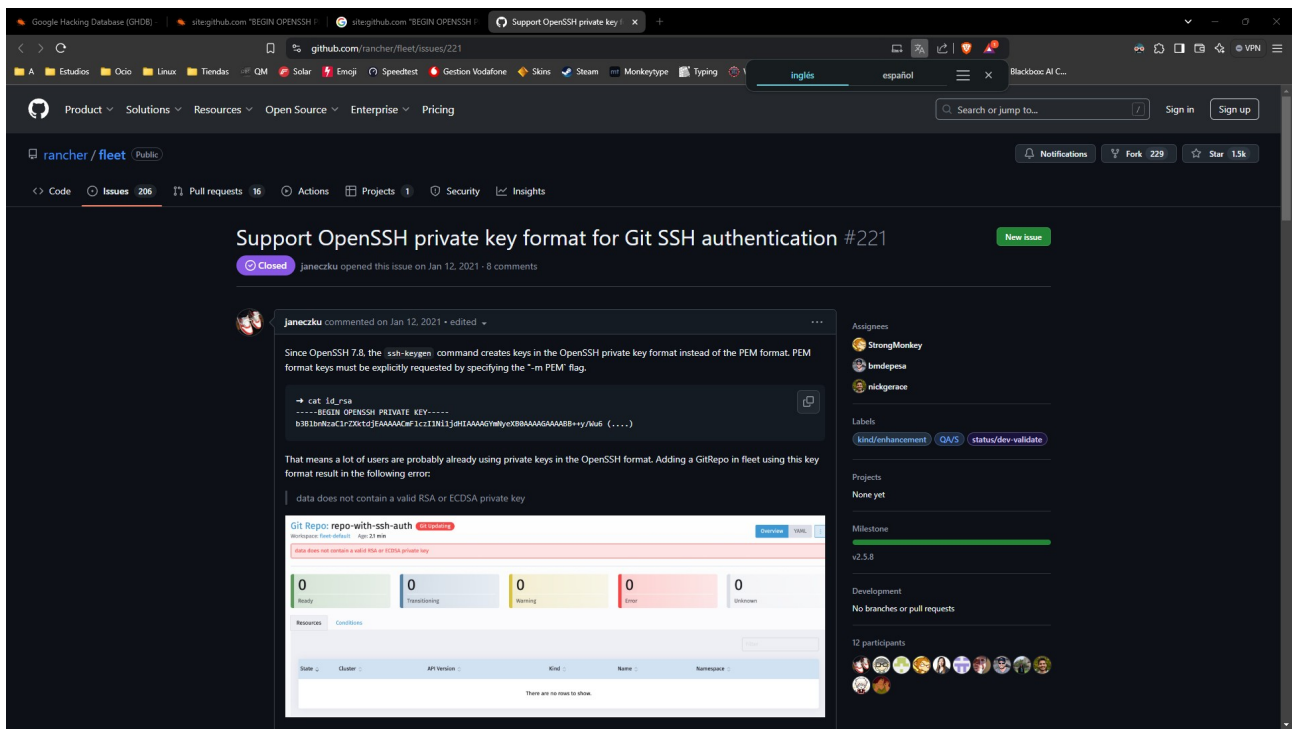 Google Hacking Database (GHDB) -
site:github.com "BEGIN OPENSSH P
site:github.com "BEGIN OPENSSH P
Support OpenSSH private key f
github.com/rancher/fleet/issues/221
VPN
A
Estudios
Ocio
Linux
Tiendas
QM
Solar
Emoji
Speedtest
Gestion Vodafone
Skins
Steam
Monkeytype
Typing
inglés
español
Blackbox AI C...
Product
Solutions
Resources
Open Source
Enterprise
Pricing
Search or jump to...
/
Sign in
Sign up
rancher / fleet Public
Notifications
Fork 229
Star 1.5k
<> Code
Issues 206
Pull requests 16
Actions
Projects 1
Security
Insights
Support OpenSSH private key format for Git SSH authentication #221
New issue
Closed janeczku opened this issue on Jan 12, 2021 · 8 comments
janeczku commented on Jan 12, 2021 • edited
Since OpenSSH 7.8, the ssh-keygen command creates keys in the OpenSSH private key format instead of the PEM format. PEM
format keys must be explicitly requested by specifying the "-m PEM` flag.
→ cat id_rsa
-----BEGIN OPENSSH PRIVATE KEY-----
b3BlbnNzaC1rZXktdjEAAAAACmFlczI1Ni1jdHIAAAAGYmNyeXB0AAAAGAAAABB++y/Wu6 (....)
That means a lot of users are probably already using private keys in the OpenSSH format. Adding a GitRepo in fleet using this key
format result in the following error:
data does not contain a valid RSA or ECDSA private key
Git Repo: repo-with-ssh-auth Git Updating
Workspace: fleet-default Age: 2.1 min
Overview
YAML
data does not contain a valid RSA or ECDSA private key
0
Ready
0
Transitioning
0
Warning
0
Error
0
Unknown
Resources
Conditions
State
Cluster
API Version
Kind
Name
Namespace
There are no rows to show.
Assignees
StrongMonkey
bmdepesa
nickgerace
Labels
kind/enhancement
QA/S
status/dev-validate
Projects
None yet
Milestone
v2.5.8
Development
No branches or pull requests
12 participants